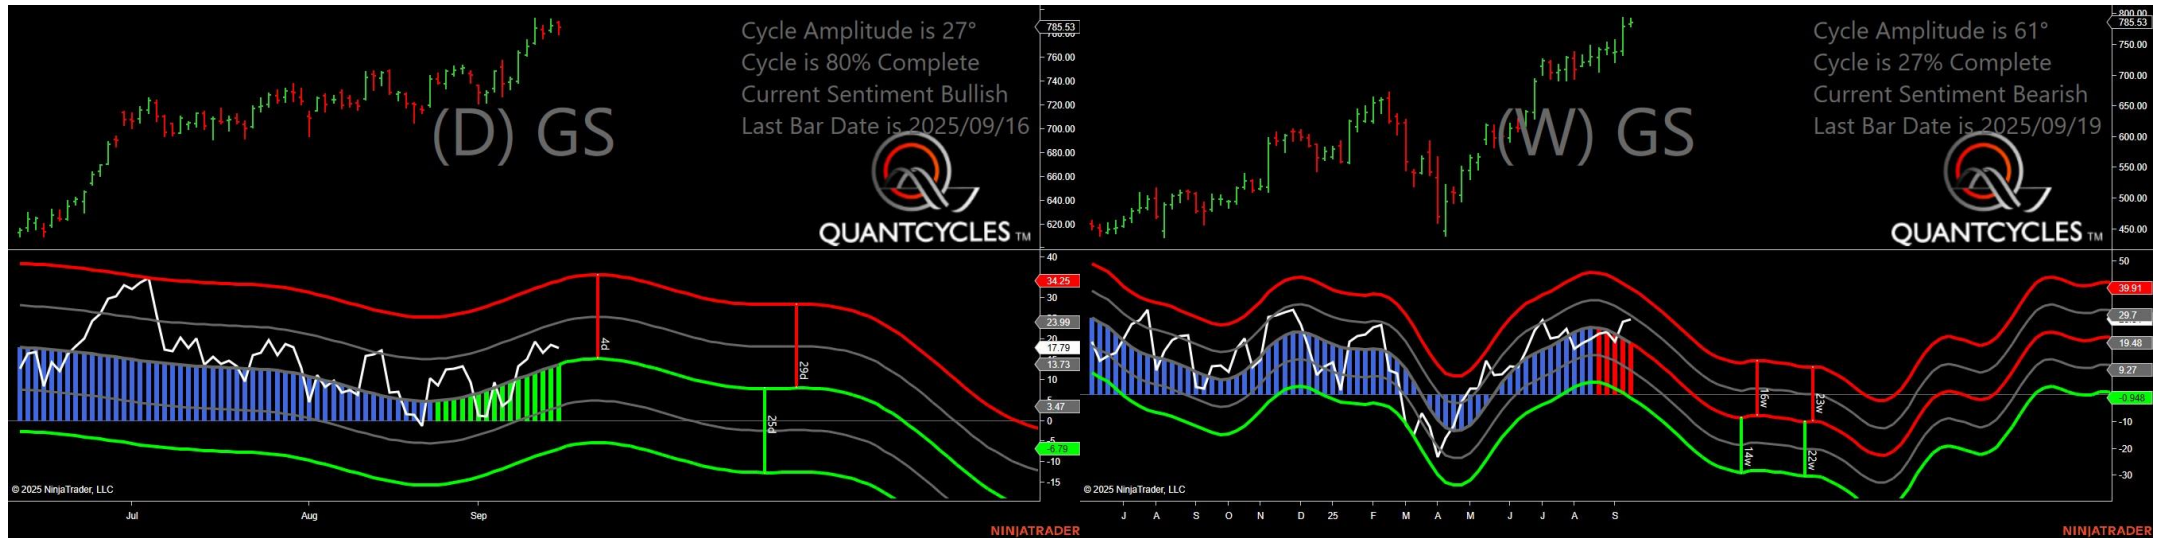 Cycle Amplitude is 27°
Cycle is 80% Complete
Current Sentiment Bullish
Last Bar Date is 2025/09/16
(D) GS
QUANTCYCLES TM
785.53
760.00
740.00
720.00
700.00
680.00
660.00
640.00
620.00
40
34.25
30
23.99
20
17.79
13.73
10
5
3.47
0
-5
-6.79
-10
-15
4d
29d
25d
© 2025 NinjaTrader, LLC
Jul Aug Sep
NINJATRADER
Cycle Amplitude is 61°
Cycle is 27% Complete
Current Sentiment Bearish
Last Bar Date is 2025/09/19
(W) GS
QUANTCYCLES TM
800.00
785.53
750.00
700.00
650.00
600.00
550.00
500.00
450.00
50
39.91
29.7
19.48
9.27
-0.948
-10
-20
-30
16w
23w
14w
22w
© 2025 NinjaTrader, LLC
J A S O N D 25 F M A M J J A S
NINJATRADER